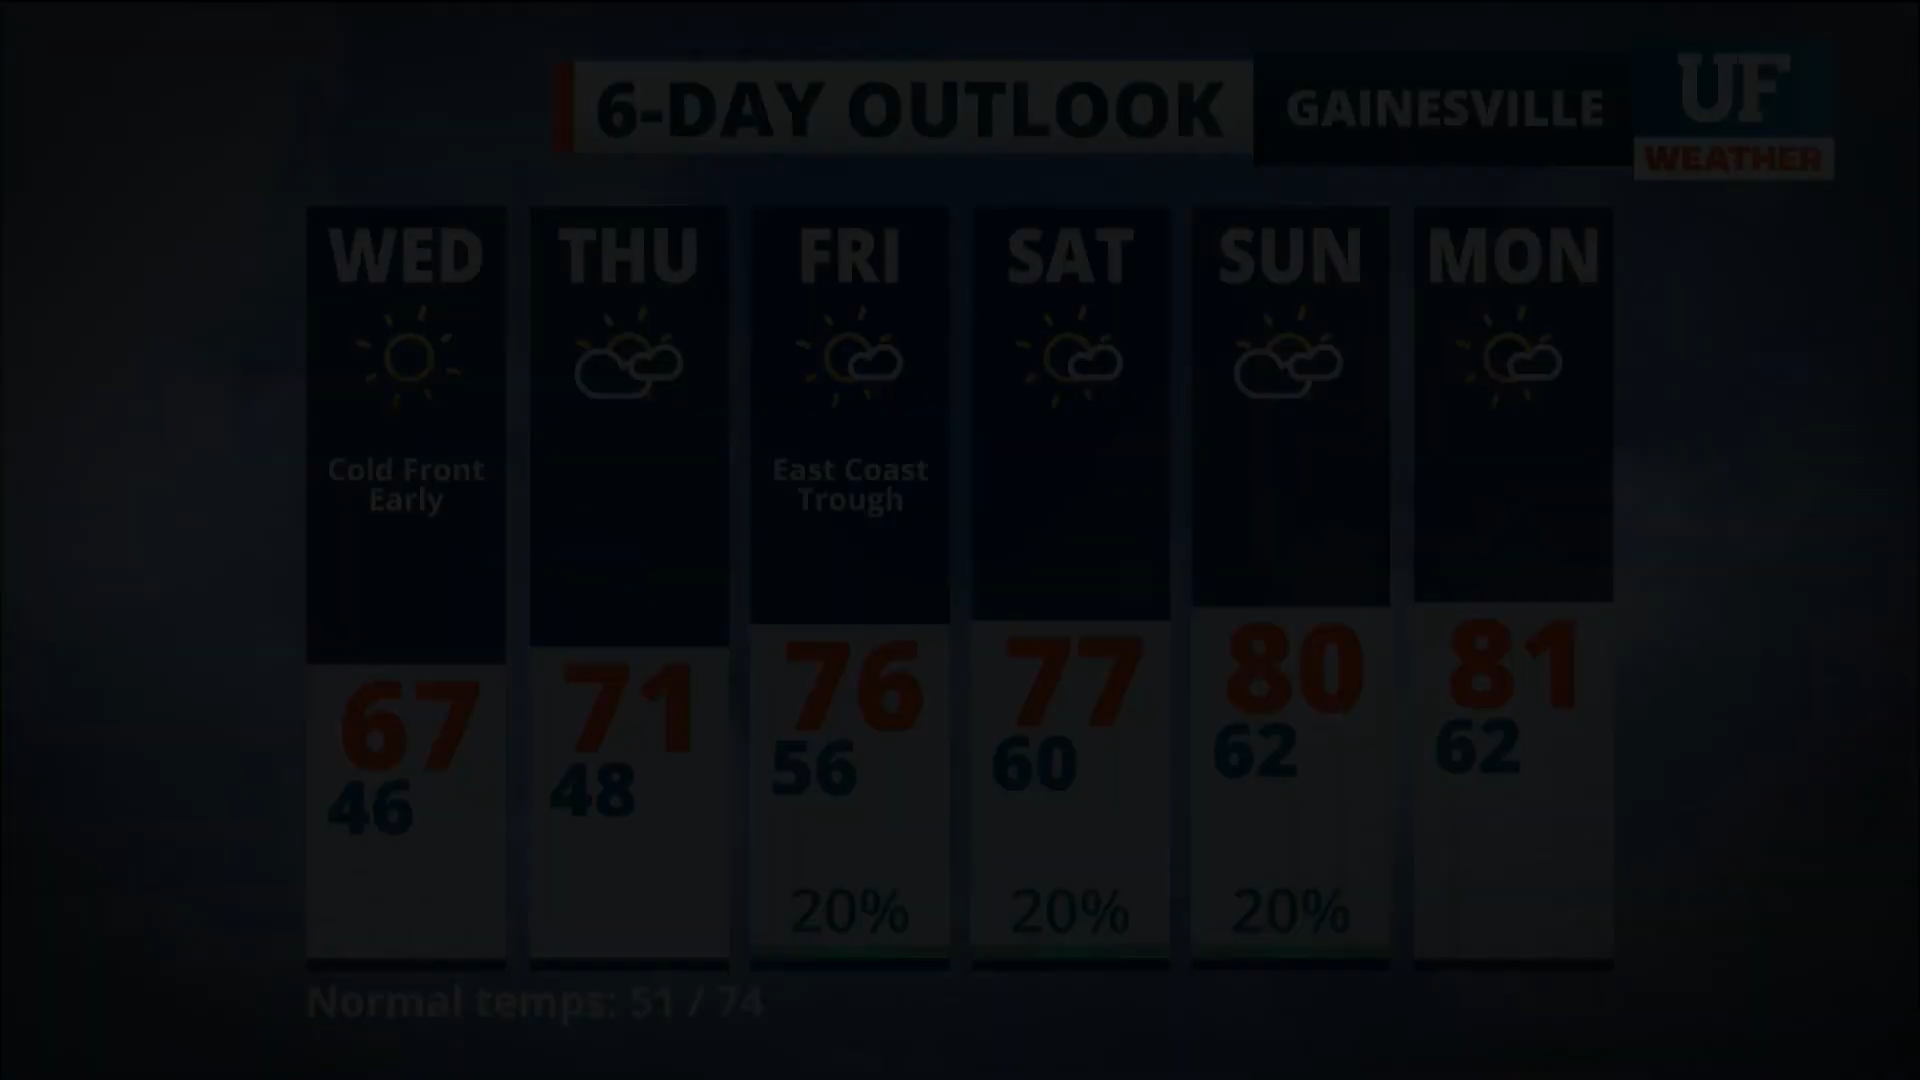 6-DAY OUTLOOK GAINESVILLE UF
WEATHER
WED THU FRI SAT SUN MON
Cold Front
Early
East Coast
Trough
67 71 76 77 80 81
46 48 56 60 62 62
20% 20% 20%
Normal temps: 51 / 74